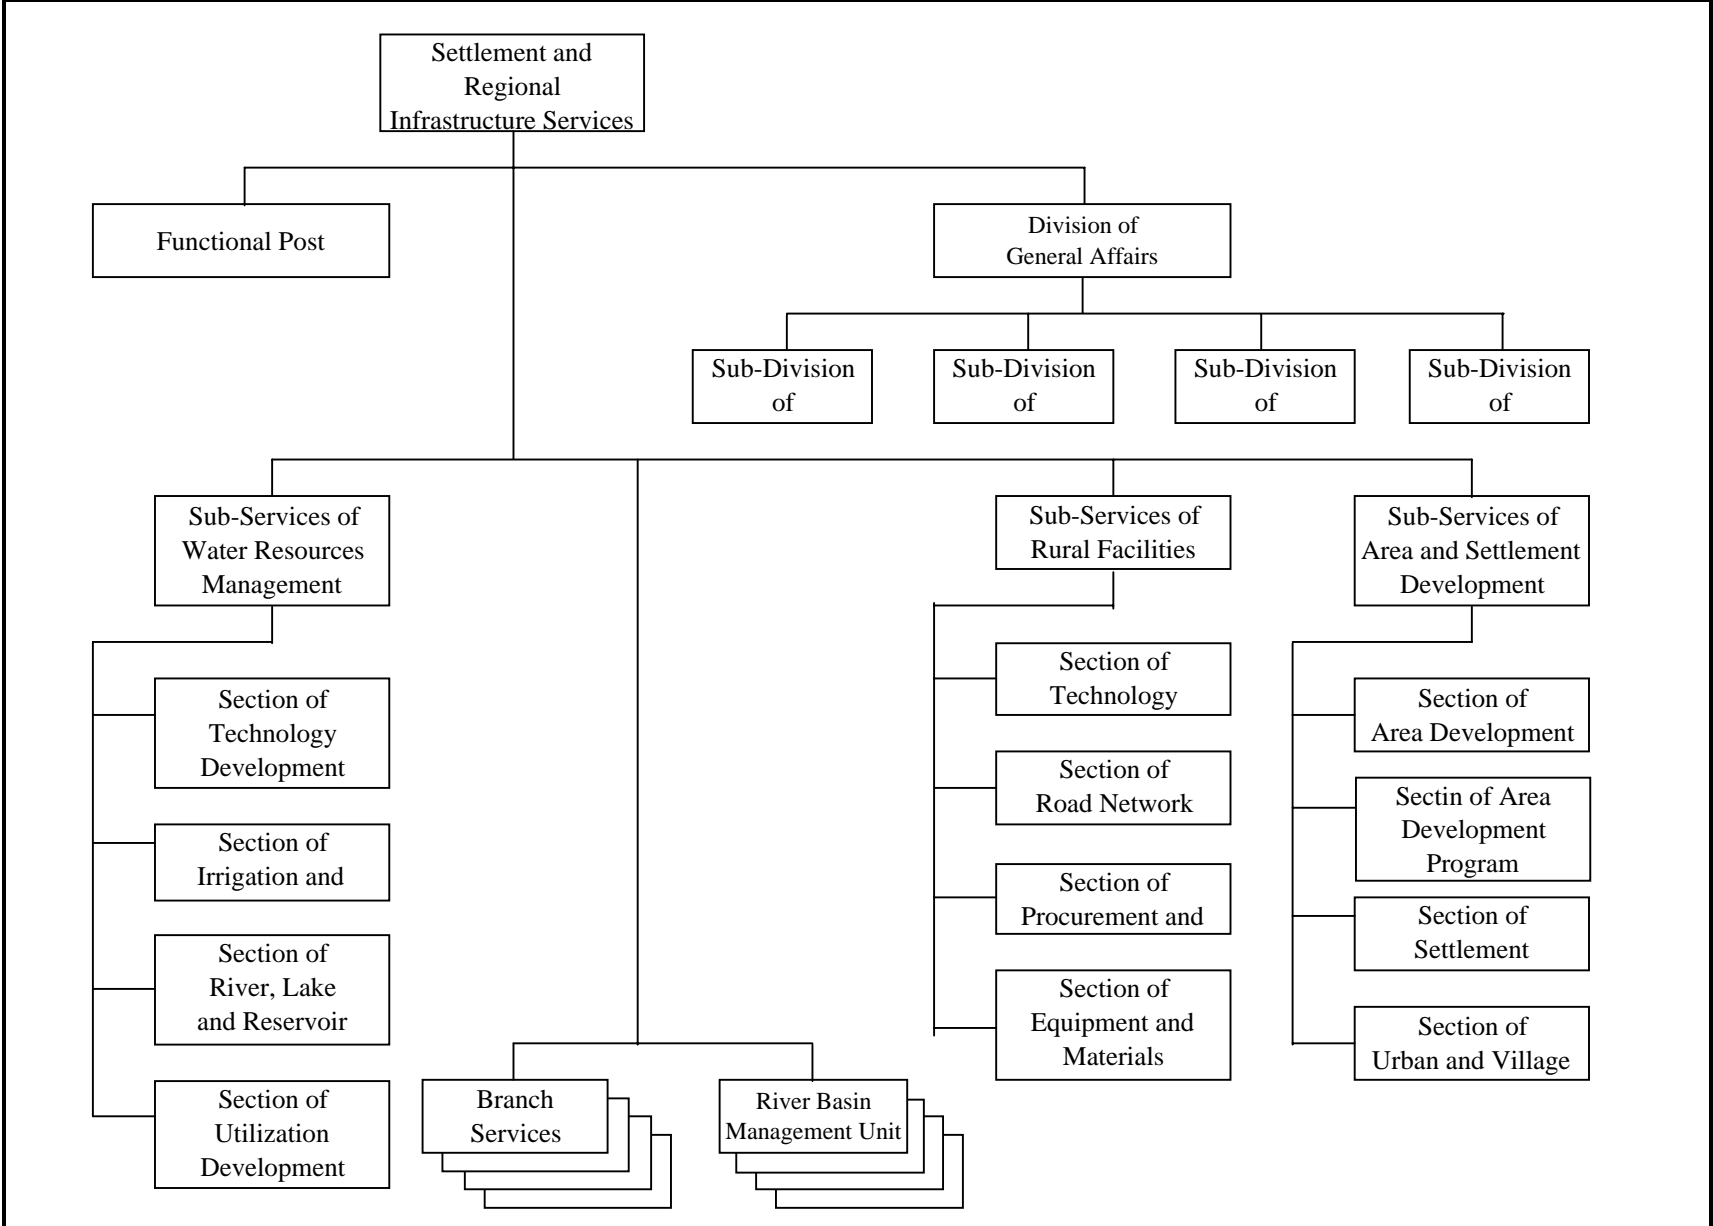 Settlement and
Regional
Infrastructure Services
Functional Post
Division of
General Affairs
Sub-Division
of
Sub-Division
of
Sub-Division
of
Sub-Division
of
Sub-Services of
Water Resources
Management
Sub-Services of
Rural Facilities
Sub-Services of
Area and Settlement
Development
Section of
Technology
Development
Section of
Irrigation and
Section of
River, Lake
and Reservoir
Section of
Utilization
Development
Branch
Services
River Basin
Management Unit
Section of
Technology
Section of
Road Network
Section of
Procurement and
Section of
Equipment and
Materials
Section of
Area Development
Sectin of Area
Development
Program
Section of
Settlement
Section of
Urban and Village